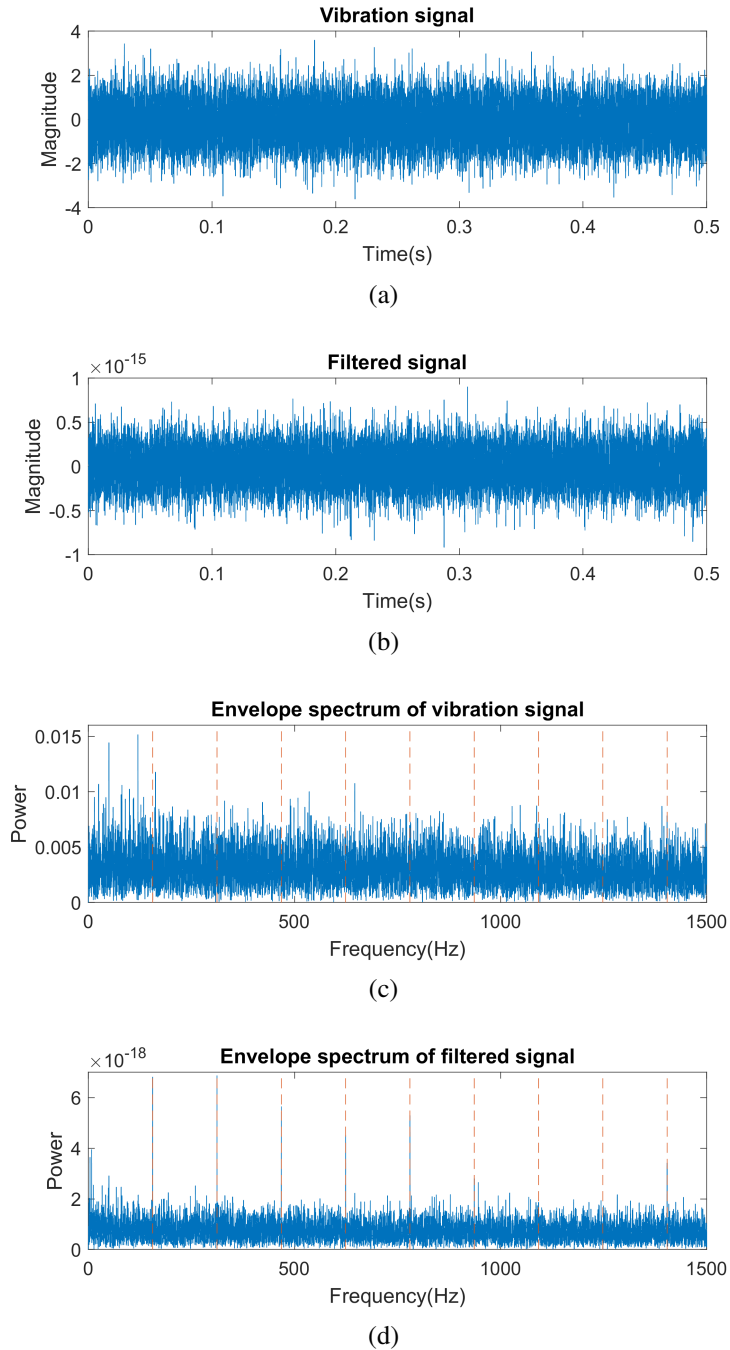 Vibration signal
4
2
0
-2
-4
Magnitude
0 0.1 0.2 0.3 0.4 0.5
Time(s)
(a)
×10-15
Filtered signal
1
0.5
0
-0.5
-1
Magnitude
0 0.1 0.2 0.3 0.4 0.5
Time(s)
(b)
Envelope spectrum of vibration signal
0.015
0.01
0.005
0
Power
0 500 1000 1500
Frequency(Hz)
(c)
×10-18
Envelope spectrum of filtered signal
6
4
2
0
Power
0 500 1000 1500
Frequency(Hz)
(d)